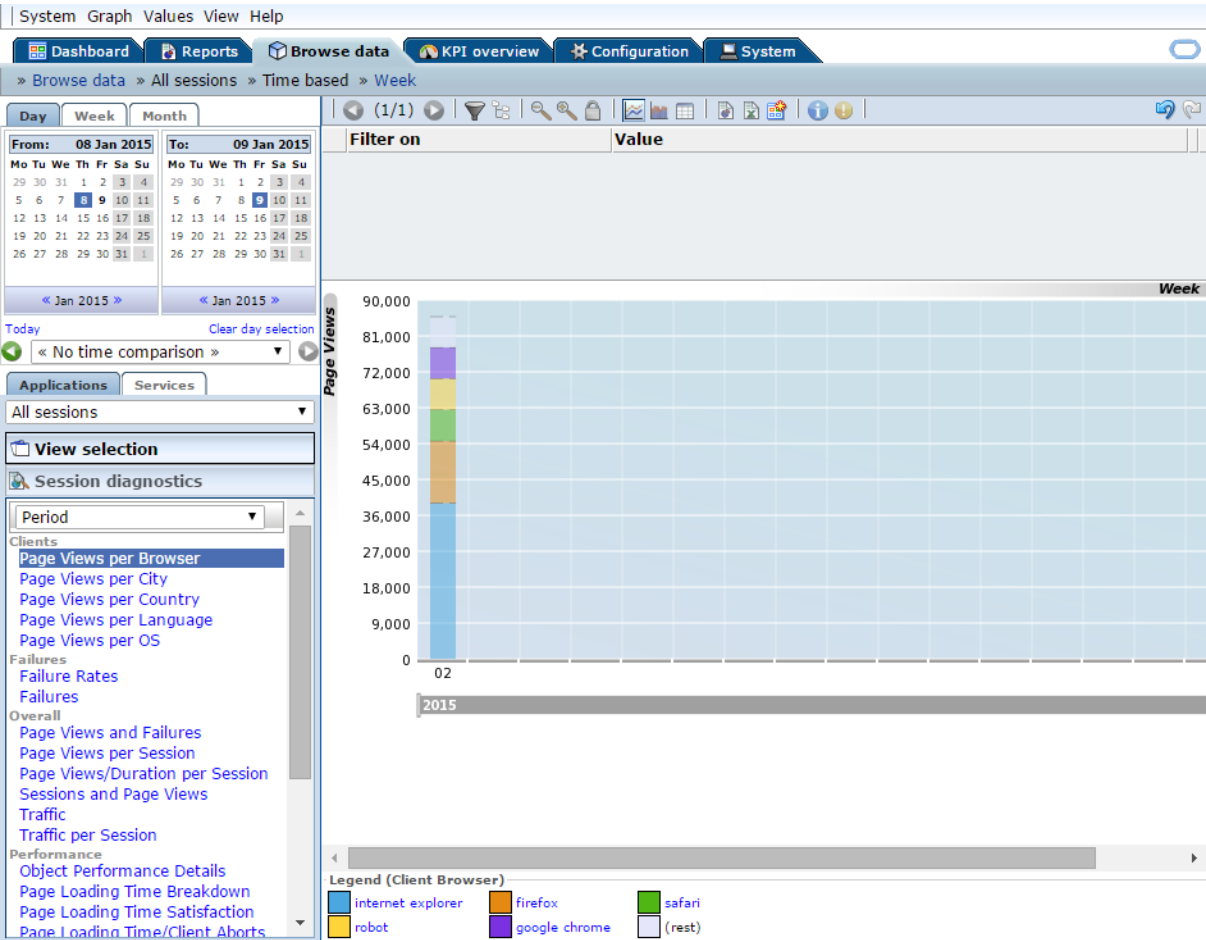 System Graph Values View Help
Dashboard Reports Browse data KPI overview Configuration System
» Browse data » All sessions » Time based » Week
Day Week Month
(1/1)
Filter on Value
From: 08 Jan 2015 To: 09 Jan 2015
Mo Tu We Th Fr Sa Su Mo Tu We Th Fr Sa Su
29 30 31 1 2 3 4 29 30 31 1 2 3 4
5 6 7 8 9 10 11 5 6 7 8 9 10 11
12 13 14 15 16 17 18 12 13 14 15 16 17 18
19 20 21 22 23 24 25 19 20 21 22 23 24 25
26 27 28 29 30 31 1 26 27 28 29 30 31 1
« Jan 2015 » « Jan 2015 »
Today Clear day selection
« No time comparison »
Applications Services
All sessions
View selection
Session diagnostics
Period
Clients
Page Views per Browser
Page Views per City
Page Views per Country
Page Views per Language
Page Views per OS
Failures
Failure Rates
Failures
Overall
Page Views and Failures
Page Views per Session
Page Views/Duration per Session
Sessions and Page Views
Traffic
Traffic per Session
Performance
Object Performance Details
Page Loading Time Breakdown
Page Loading Time Satisfaction
Page Loading Time/Client Aborts
Week
Page Views
90,000
81,000
72,000
63,000
54,000
45,000
36,000
27,000
18,000
9,000
0
02
2015
Legend (Client Browser)
internet explorer firefox safari
robot google chrome (rest)